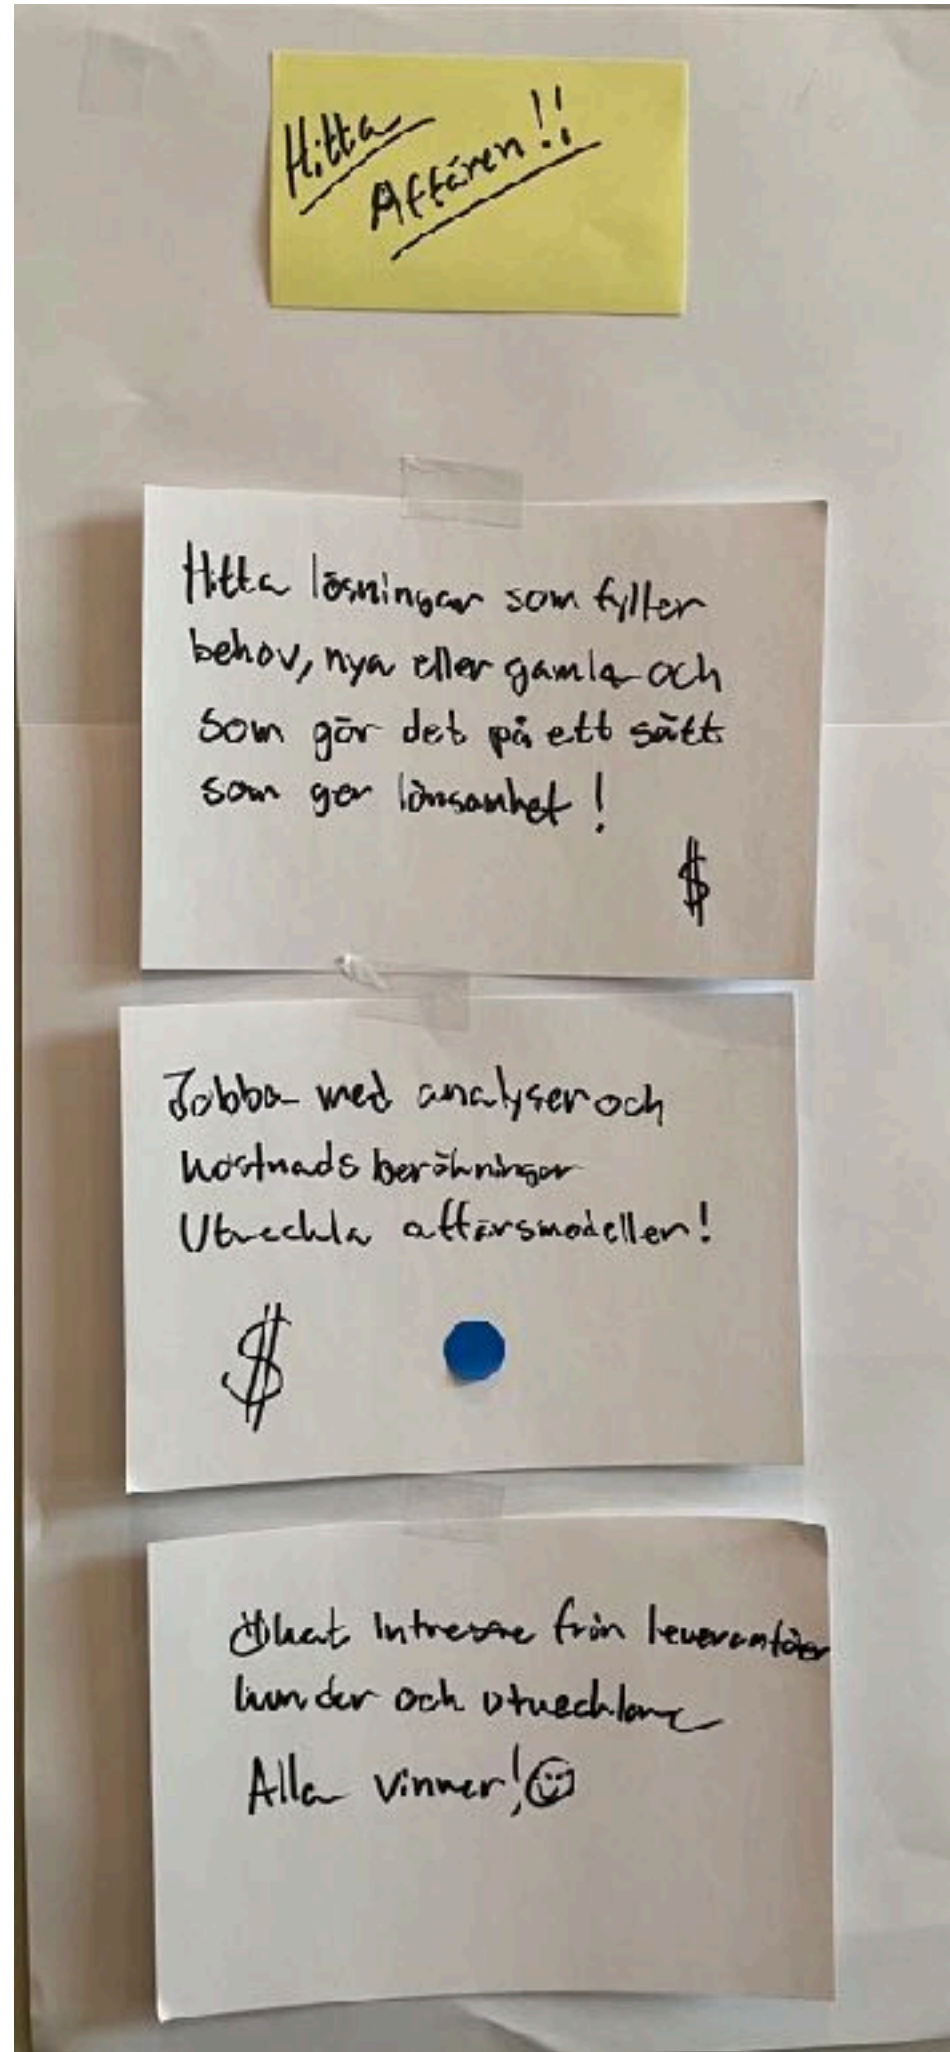 Hitta
Affären!!
Hitta lösningar som fyller
behov, nya eller gamla och
som gör det på ett sätt
som ger lönsamhet!
$
Jobba med analyser och
kostnads beräkningar
Utveckla affärsmodeller!
$
Ökat intresse från leverantörer
kunder och utvecklare
Alla vinner!